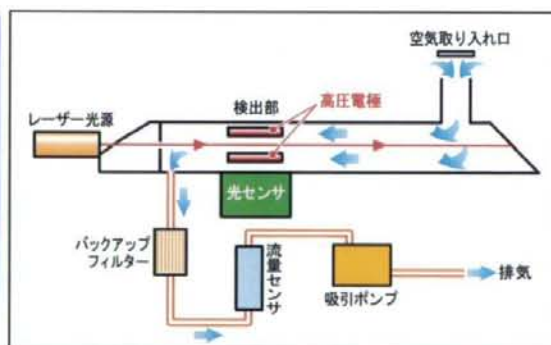 空気取り入れ口
検出部
高圧電極
レーザー光源
光センサ
バックアップ
フィルター
流量センサ
吸引ポンプ
排気